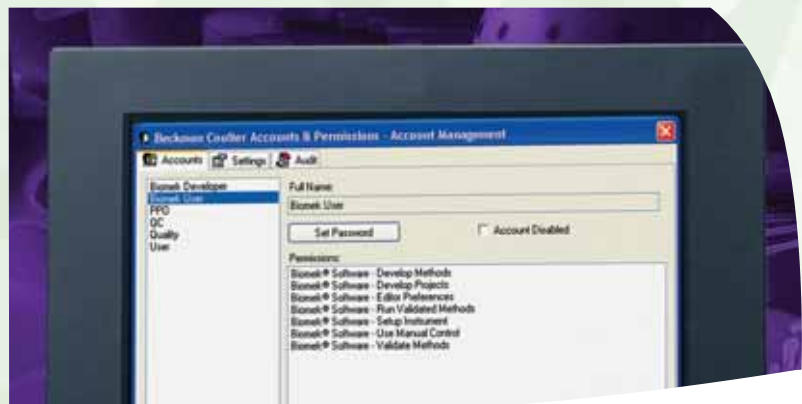 Beckman Coulter Accounts & Permissions - Account Management
Accounts Settings Audit
Biomek Developer
Biomek User
PPO
QC
Quality
User
Full Name:
Biomek User
Set Password
Account Disabled
Permissions:
Biomek® Software - Develop Methods
Biomek® Software - Develop Projects
Biomek® Software - Editor Preferences
Biomek® Software - Run Validated Methods
Biomek® Software - Setup Instrument
Biomek® Software - Use Manual Control
Biomek® Software - Validate Methods